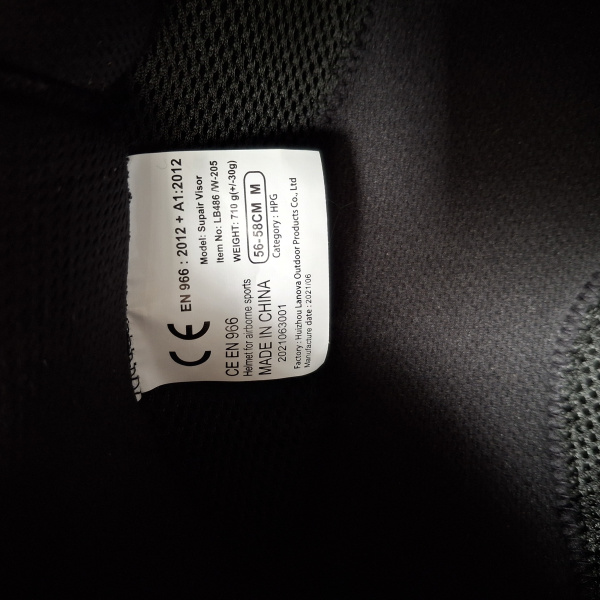 CE EN 966 : 2012 + A1:2012
Model: Supair Visor
Item No: LB486 /W-205
WEIGHT: 710 g(+/-30g)
56-58CM M
Category : HPG
CE EN 966
Helmet for airborne sports
MADE IN CHINA
2021063001
Factory : Huizhou Lanova Outdoor Products Co., Ltd
Manufacture date : 2021/06